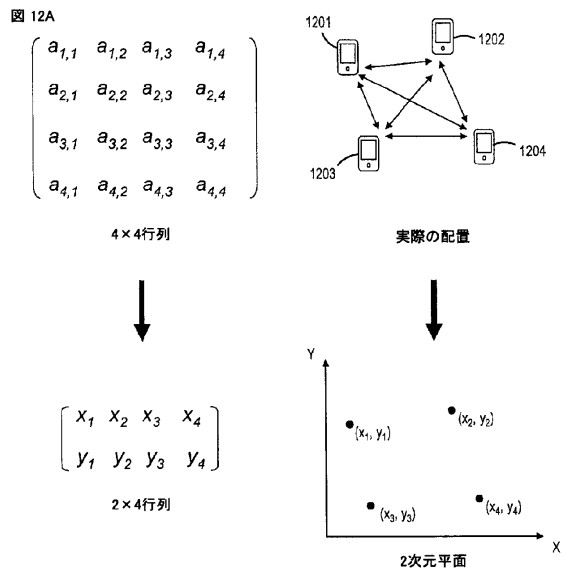 図 12A
a1,1 a1,2 a1,3 a1,4
a2,1 a2,2 a2,3 a2,4
a3,1 a3,2 a3,3 a3,4
a4,1 a4,2 a4,3 a4,4
4×4行列
1201
1202
1203
1204
実際の配置
x1 x2 x3 x4
y1 y2 y3 y4
2×4行列
Y
(x1, y1)
(x2, y2)
(x3, y3)
(x4, y4)
X
2次元平面